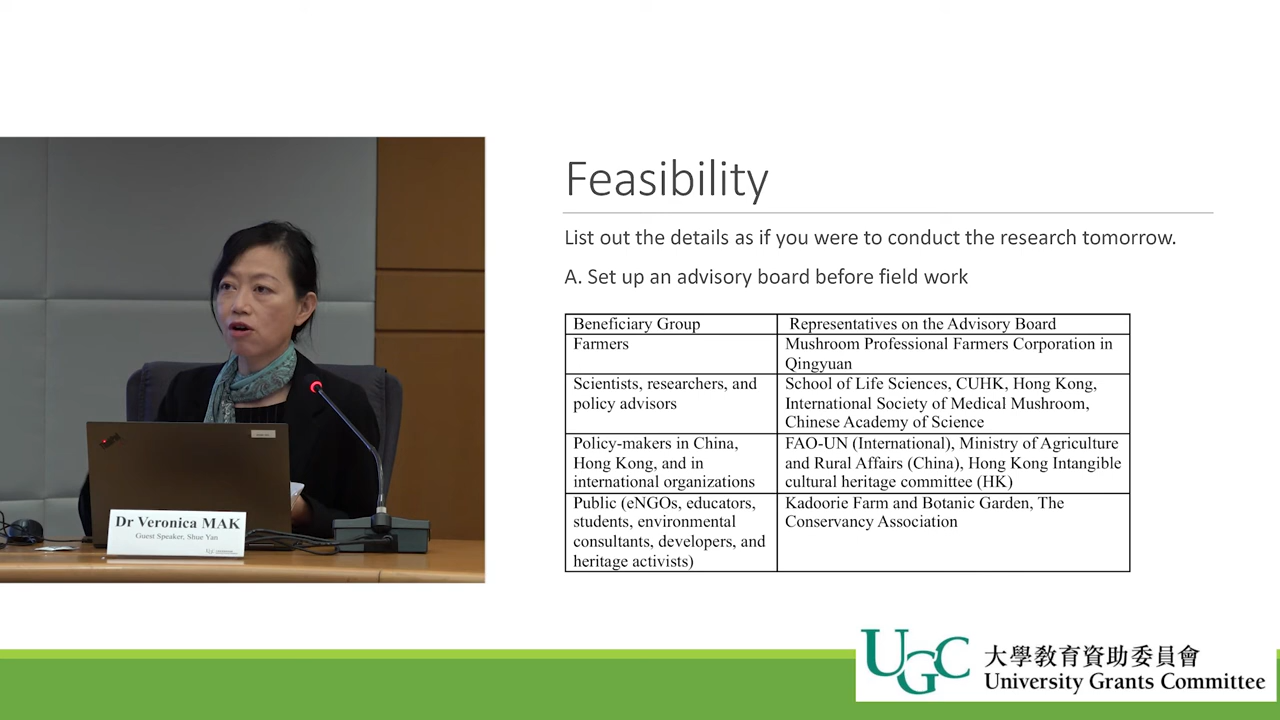 Feasibility
List out the details as if you were to conduct the research tomorrow.
A. Set up an advisory board before field work
Beneficiary Group
Representatives on the Advisory Board
Farmers
Mushroom Professional Farmers Corporation in
Qingyuan
Scientists, researchers, and
policy advisors
School of Life Sciences, CUHK, Hong Kong,
International Society of Medical Mushroom,
Chinese Academy of Science
Policy-makers in China,
Hong Kong, and in
international organizations
FAO-UN (International), Ministry of Agriculture
and Rural Affairs (China), Hong Kong Intangible
cultural heritage committee (HK)
Public (eNGOs, educators,
students, environmental
consultants, developers, and
heritage activists)
Kadoorie Farm and Botanic Garden, The
Conservancy Association
Dr Veronica MAK
Guest Speaker, Shue Yan
UGC
大學教育資助委員會
University Grants Committee